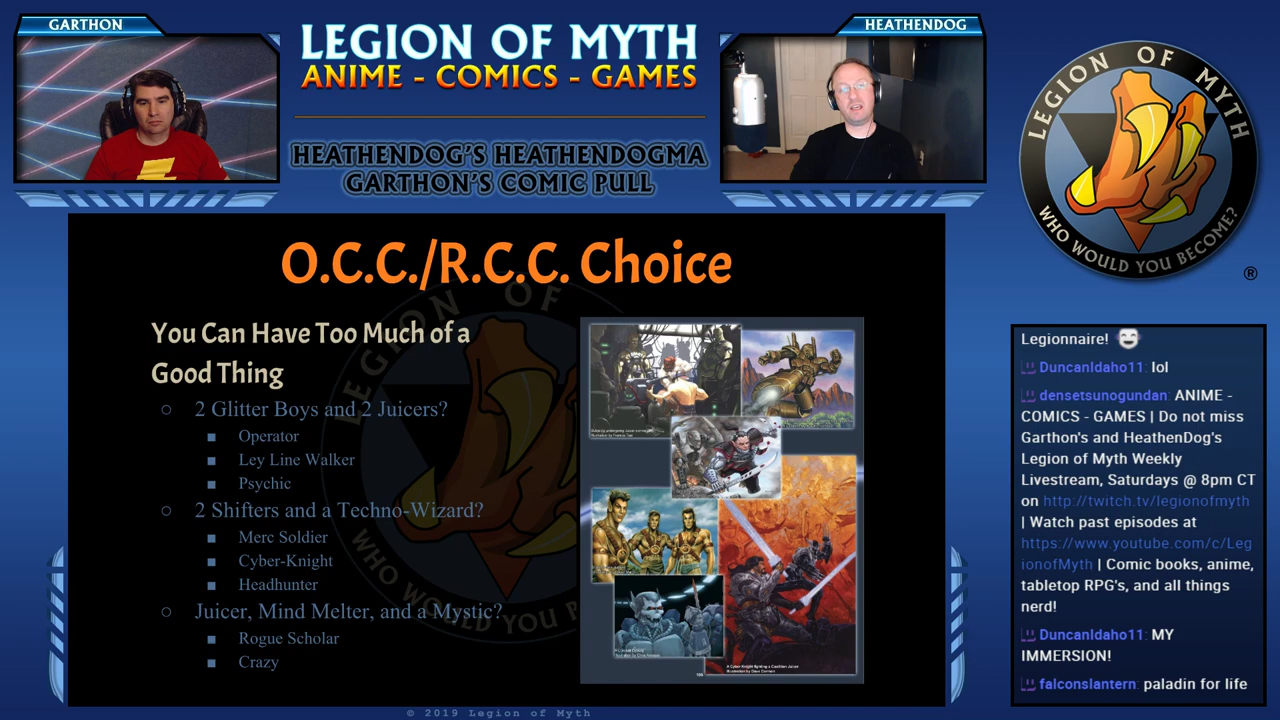 GARTHON
LEGION OF MYTH
ANIME - COMICS - GAMES
HEATHENDOG'S HEATHENDOGMA
GARTHON'S COMIC PULL
HEATHENDOG
LEGION OF MYTH
WHO WOULD YOU BECOME?
®
O.C.C./R.C.C. Choice
You Can Have Too Much of a
Good Thing
○ 2 Glitter Boys and 2 Juicers?
■ Operator
■ Ley Line Walker
■ Psychic
○ 2 Shifters and a Techno-Wizard?
■ Merc Soldier
■ Cyber-Knight
■ Headhunter
○ Juicer, Mind Melter, and a Mystic?
■ Rogue Scholar
■ Crazy
Legionnaire!
DuncanIdaho11: lol
densetsunogundan: ANIME -
COMICS - GAMES | Do not miss
Garthon's and HeathenDog's
Legion of Myth Weekly
Livestream, Saturdays @ 8pm CT
on http://twitch.tv/legionofmyth
| Watch past episodes at
https://www.youtube.com/c/Leg
ionofMyth | Comic books, anime,
tabletop RPG's, and all things
nerd!
DuncanIdaho11: MY
IMMERSION!
falconslantern: paladin for life
© 2019 Legion of Myth